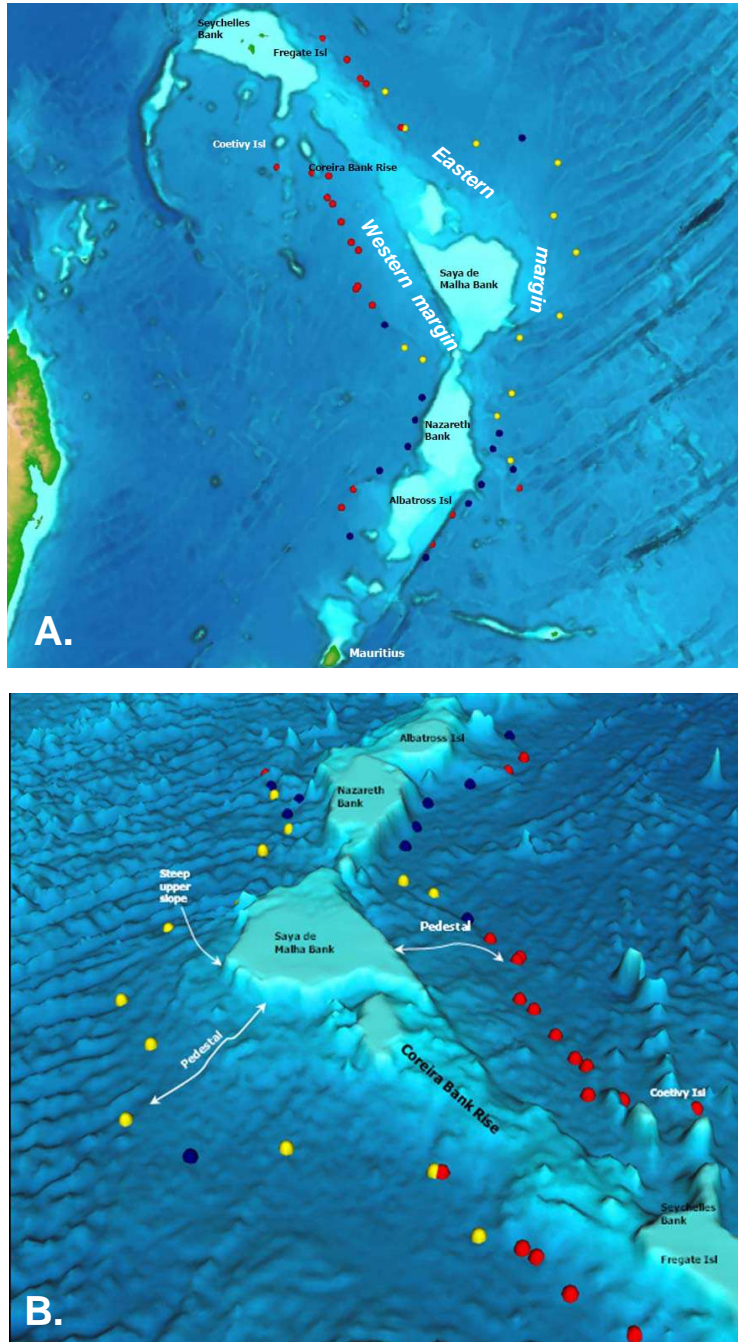 Seychelles
Bank
Fregate Isl
Coetivy Isl
Coreira Bank Rise
Eastern
margin
Western margin
Saya de
Malha Bank
Nazareth
Bank
Albatross Isl
A.
Mauritius
Albatross Isl
Nazareth
Bank
Steep
upper
slope
Saya de
Malha Bank
Pedestal
Pedestal
Coreira Bank Rise
Coetivy Isl
Seychelles
Bank
Fregate Isl
B.